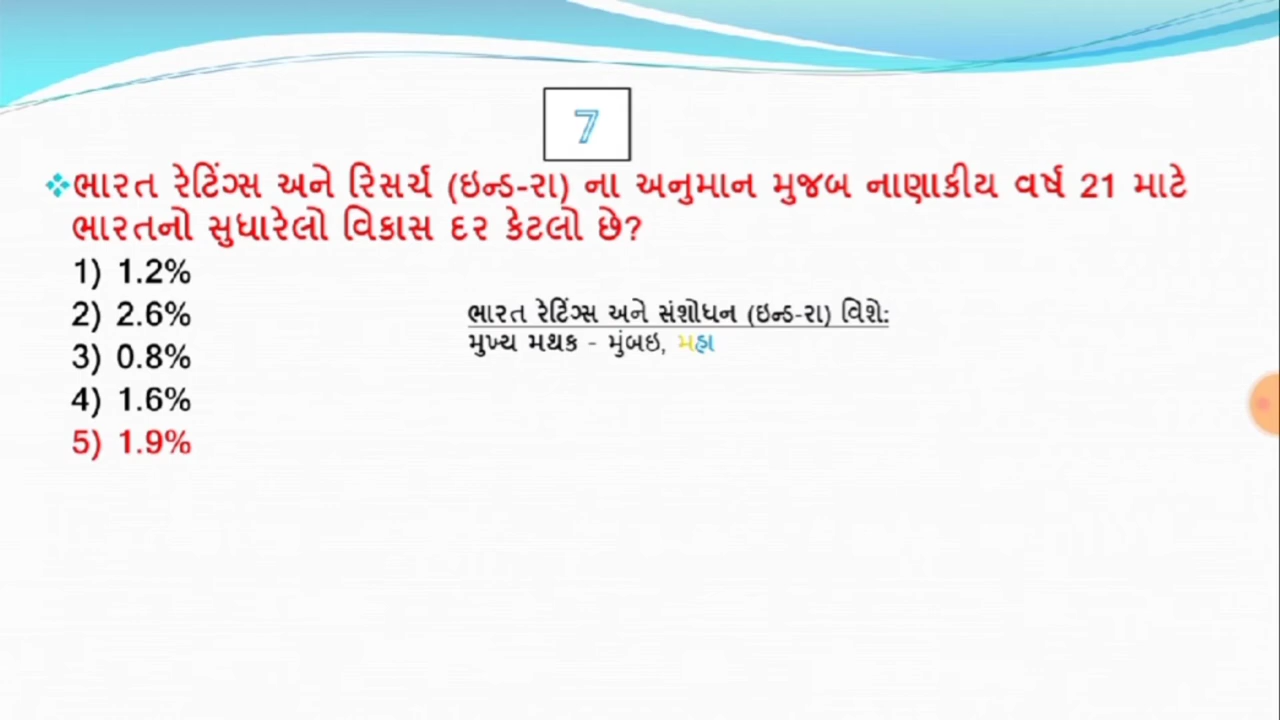 7
❖ભારત રેટિંગ્સ અને રિસર્ચ (ઇન્ડ-રા) ના અનુમાન મુજબ નાણાકીય વર્ષ 21 માટે
ભારતનો સુધારેલો વિકાસ દર કેટલો છે?
1) 1.2%
2) 2.6%
3) 0.8%
4) 1.6%
5) 1.9%
ભારત રેટિંગ્સ અને સંશોધન (ઇન્ડ-રા) વિશે:
મુખ્ય મથક - મુંબઇ, મહા